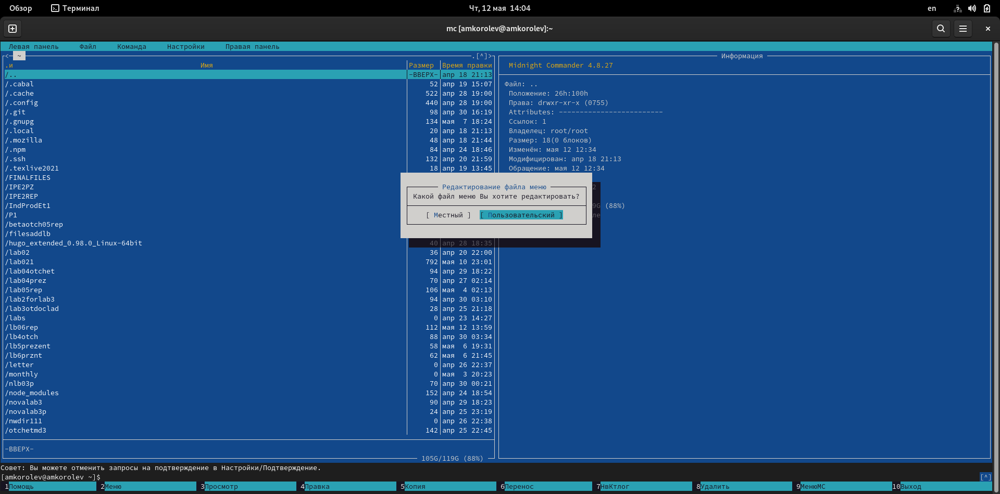 Обзор Терминал Чт, 12 мая 14:04 en
mc [amkorolev@amkorolev]:~
Левая панель Файл Команда Настройки Правая панель
<─ ~ .[^]>
.и Имя Размер Время правки
/.. -ВВЕРХ- апр 18 21:13
/.cabal 52 апр 19 15:07
/.cache 522 апр 28 19:00
/.config 440 апр 28 19:00
/.git 98 апр 30 16:19
/.gnupg 134 мая 7 18:24
/.local 20 апр 18 21:13
/.mozilla 48 апр 18 21:44
/.npm 84 апр 24 18:46
/.ssh 132 апр 20 21:59
/.texlive2021 18 апр 19 13:45
/FINALFILES
/IPE2PZ
/IPE2REP
/IndProdEt1
/P1
/betaotch05rep
/filesaddlb
/hugo_extended_0.98.0_Linux-64bit 40 апр 28 18:35
/lab02 36 апр 20 22:00
/lab021 792 мая 10 23:01
/lab04otchet 94 апр 29 18:22
/lab04prez 70 апр 27 02:14
/lab05rep 106 мая 4 02:13
/lab2forlab3 94 апр 30 03:10
/lab3otdoclad 28 апр 25 21:18
/labs 0 апр 23 14:27
/lb06rep 112 мая 12 13:59
/lb4otch 88 апр 30 03:34
/lb5prezent 58 мая 6 19:31
/lb6prznt 62 мая 6 21:45
/letter 0 апр 26 22:37
/monthly 0 мая 3 20:23
/nlb03p 70 апр 30 00:21
/node_modules 152 апр 24 18:54
/novalab3 90 апр 29 18:23
/novalab3p 24 апр 25 23:19
/nwdir111 0 апр 26 22:38
/otchetmd3 142 апр 25 22:45
-ВВЕРХ-
105G/119G (88%)
Информация
Midnight Commander 4.8.27
Файл: ..
Положение: 26h:100h
Права: drwxr-xr-x (0755)
Attributes: -------------------------
Ссылок: 1
Владелец: root/root
Размер: 18(0 блоков)
Изменён: мая 12 12:34
Модифицирован: апр 18 21:13
Обращение: мая 12 12:34
2
9G (88%)
ле
Редактирование файла меню
Какой файл меню Вы хотите редактировать?
[ Местный ] [ Пользовательский ]
Совет: Вы можете отменить запросы на подтверждение в Настройки/Подтверждение.
[amkorolev@amkorolev ~]$ [^]
1Помощь 2Меню 3Просмотр 4Правка 5Копия 6Перенос 7НвКтлог 8Удалить 9МенюМС 10Выход